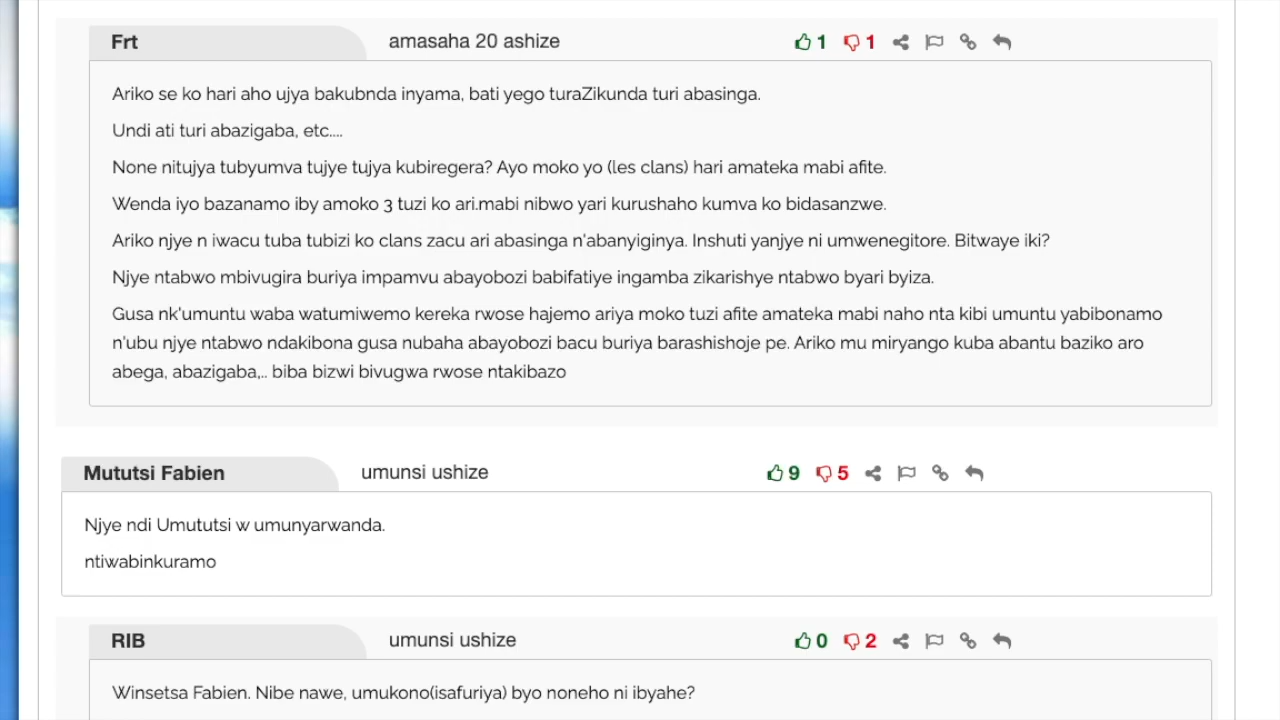 Frt amasaha 20 ashize 1 1
Ariko se ko hari aho ujya bakubnda inyama, bati yego turaZikunda turi abasinga.
Undi ati turi abazigaba, etc....
None nitujya tubyumva tujye tujya kubiregera? Ayo moko yo (les clans) hari amateka mabi afite.
Wenda iyo bazanamo iby amoko 3 tuzi ko ari.mabi nibwo yari kurushaho kumva ko bidasanzwe.
Ariko njye n iwacu tuba tubizi ko clans zacu ari abasinga n'abanyiginya. Inshuti yanjye ni umwenegitore. Bitwaye iki?
Njye ntabwo mbivugira buriya impamvu abayobozi babifatiye ingamba zikarishye ntabwo byari byiza.
Gusa nk'umuntu waba watumiwemo kereka rwose hajemo ariya moko tuzi afite amateka mabi naho nta kibi umuntu yabibonamo
n'ubu njye ntabwo ndakibona gusa nubaha abayobozi bacu buriya barashishoje pe. Ariko mu miryango kuba abantu baziko aro
abega, abazigaba,.. biba bizwi bivugwa rwose ntakibazo
Mututsi Fabien umunsi ushize 9 5
Njye ndi Umututsi w umunyarwanda.
ntiwabinkuramo
RIB umunsi ushize 0 2
Winsetsa Fabien. Nibe nawe, umukono(isafuriya) byo noneho ni ibyahe?